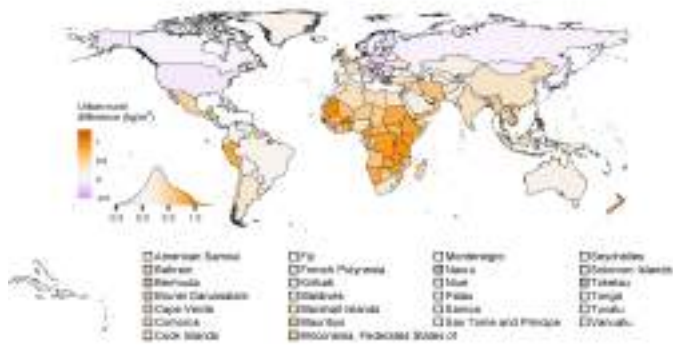 Urban-rural
difference (kg/m²)
1
0
American Samoa
Bahrain
Bermuda
Brunei Darussalam
Cape Verde
Comoros
Cook Islands
Fiji
French Polynesia
Kiribati
Maldives
Marshall Islands
Mauritius
Micronesia, Federated States of
Montenegro
Nauru
Niue
Palau
Samoa
Sao Tome and Principe
Seychelles
Solomon Islands
Tokelau
Tonga
Tuvalu
Vanuatu